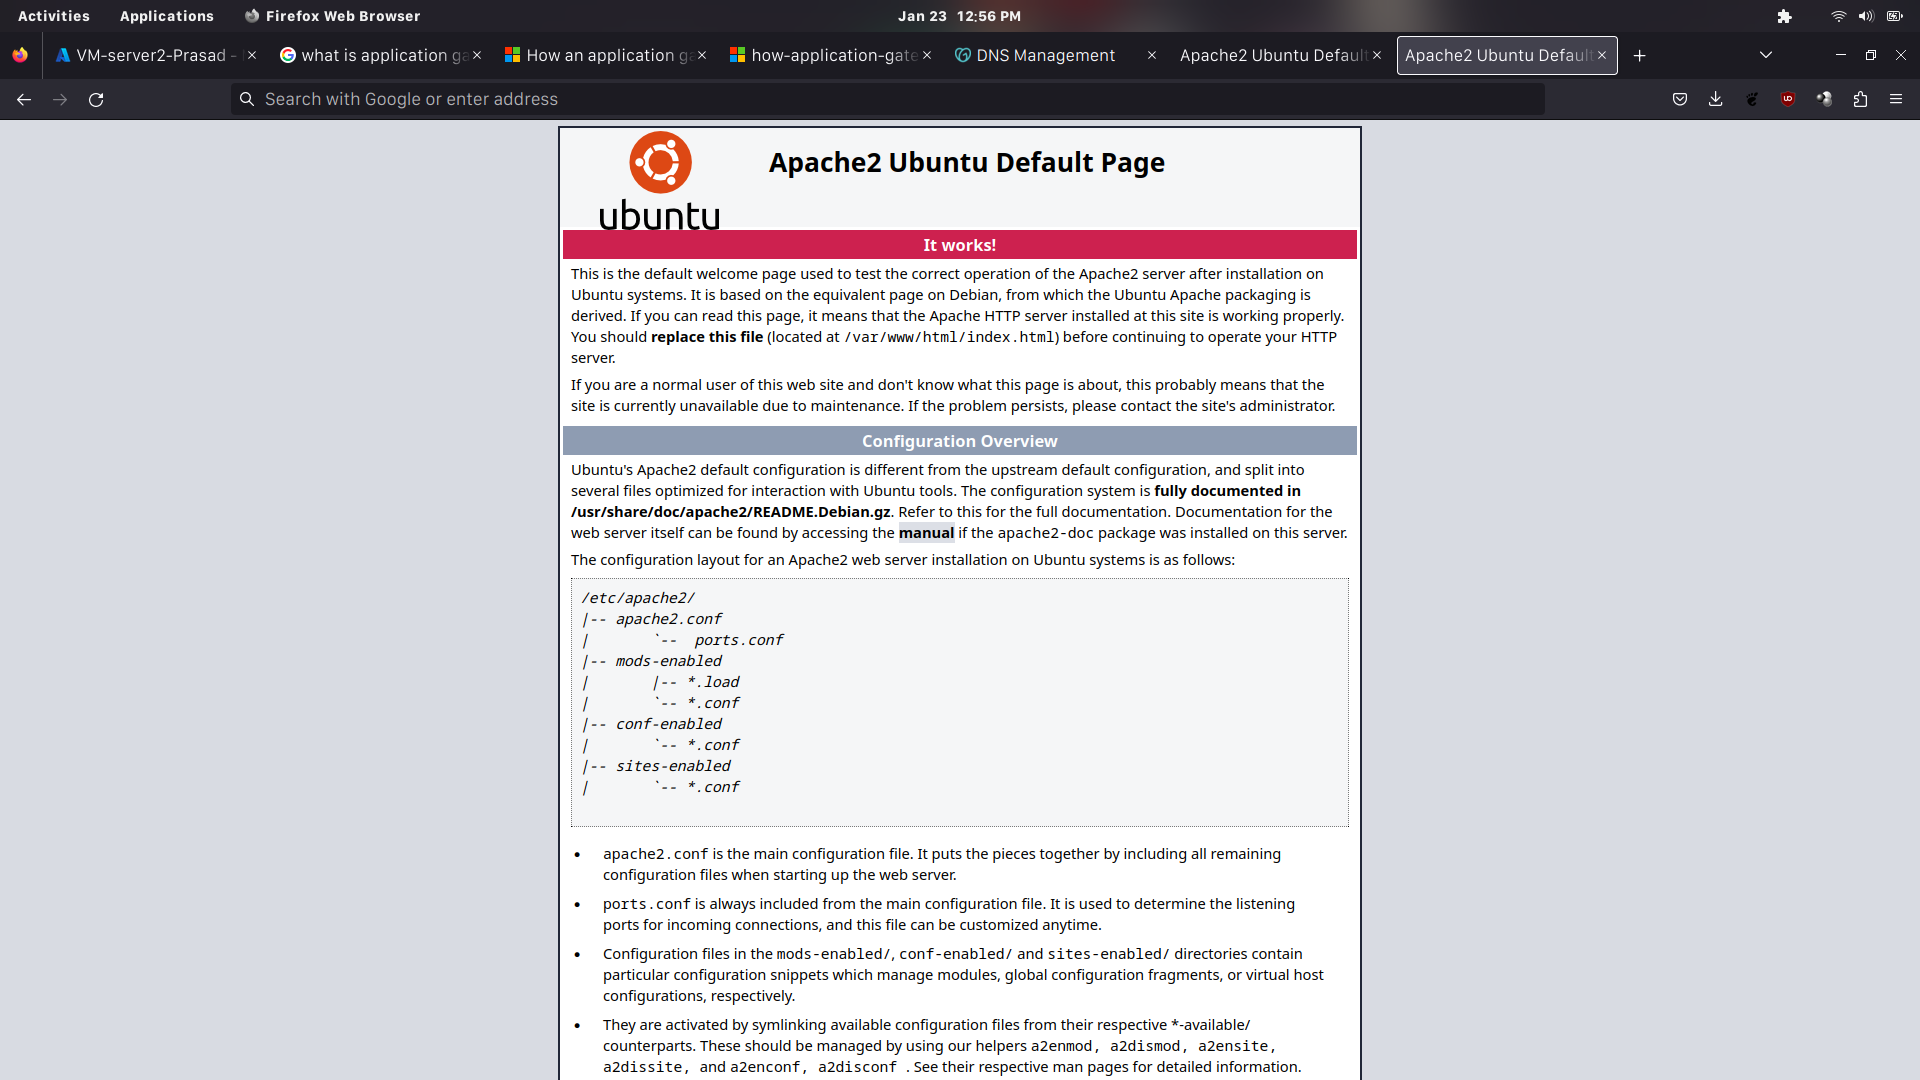 Activities Applications Firefox Web Browser Jan 23 12:56 PM
VM-server2-Prasad - what is application ga How an application ga how-application-gate DNS Management Apache2 Ubuntu Default Apache2 Ubuntu Default
Search with Google or enter address
ubuntu
Apache2 Ubuntu Default Page
It works!
This is the default welcome page used to test the correct operation of the Apache2 server after installation on
Ubuntu systems. It is based on the equivalent page on Debian, from which the Ubuntu Apache packaging is
derived. If you can read this page, it means that the Apache HTTP server installed at this site is working properly.
You should replace this file (located at /var/www/html/index.html) before continuing to operate your HTTP
server.
If you are a normal user of this web site and don't know what this page is about, this probably means that the
site is currently unavailable due to maintenance. If the problem persists, please contact the site's administrator.
Configuration Overview
Ubuntu's Apache2 default configuration is different from the upstream default configuration, and split into
several files optimized for interaction with Ubuntu tools. The configuration system is fully documented in
/usr/share/doc/apache2/README.Debian.gz. Refer to this for the full documentation. Documentation for the
web server itself can be found by accessing the manual if the apache2-doc package was installed on this server.
The configuration layout for an Apache2 web server installation on Ubuntu systems is as follows:
/etc/apache2/
|-- apache2.conf
|       `--  ports.conf
|-- mods-enabled
|       |-- *.load
|       `-- *.conf
|-- conf-enabled
|       `-- *.conf
|-- sites-enabled
|       `-- *.conf
• apache2.conf is the main configuration file. It puts the pieces together by including all remaining
configuration files when starting up the web server.
• ports.conf is always included from the main configuration file. It is used to determine the listening
ports for incoming connections, and this file can be customized anytime.
• Configuration files in the mods-enabled/, conf-enabled/ and sites-enabled/ directories contain
particular configuration snippets which manage modules, global configuration fragments, or virtual host
configurations, respectively.
• They are activated by symlinking available configuration files from their respective *-available/
counterparts. These should be managed by using our helpers a2enmod, a2dismod, a2ensite,
a2dissite, and a2enconf, a2disconf . See their respective man pages for detailed information.